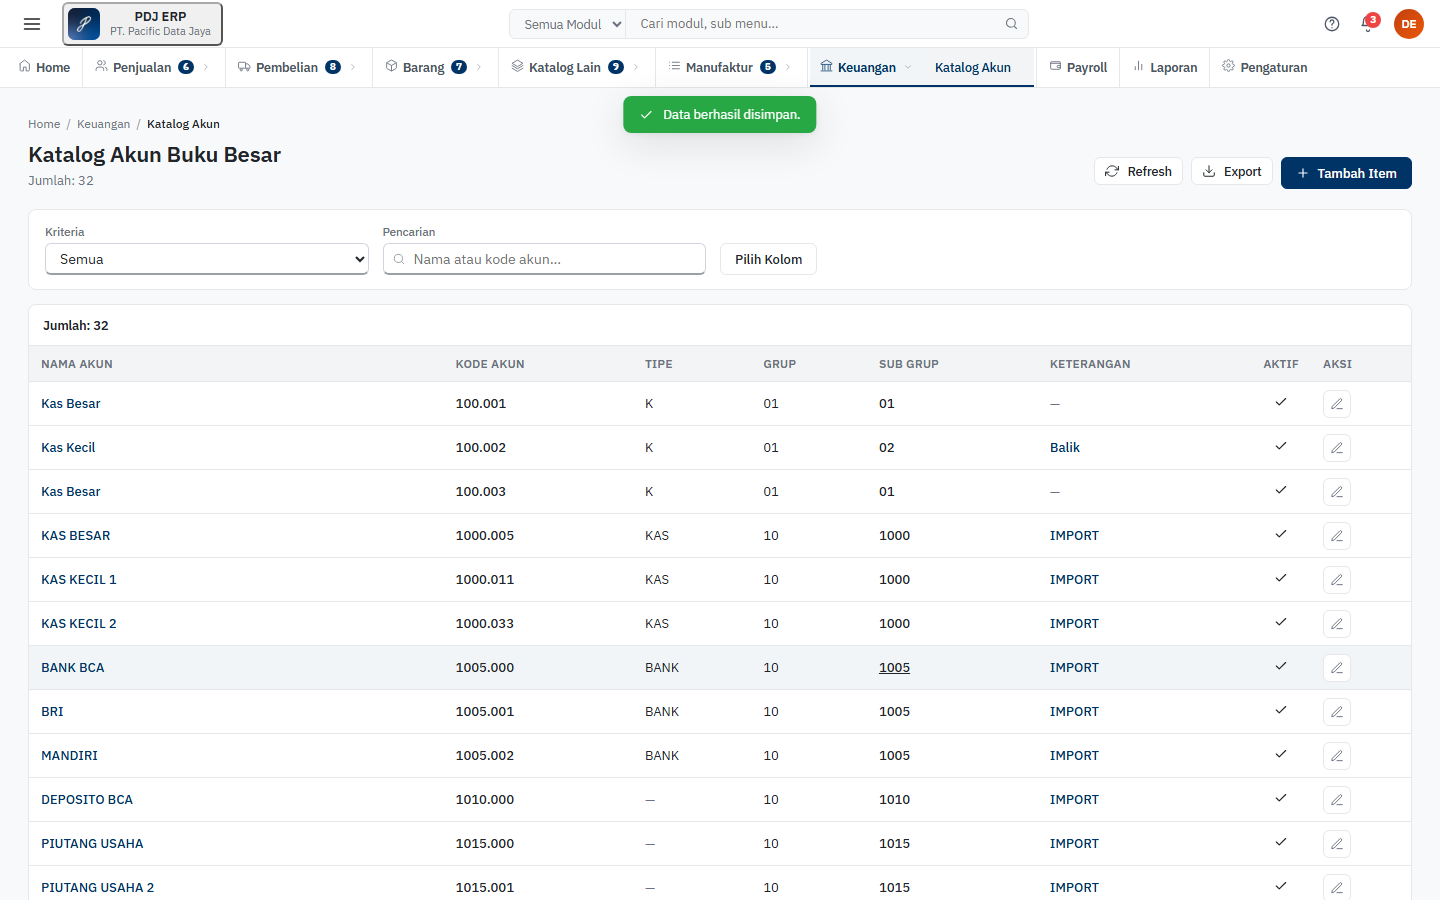 PDJ ERP
PT. Pacific Data Jaya
Semua Modul
Cari modul, sub menu...
3
DE
Home
Penjualan 6
Pembelian 8
Barang 7
Katalog Lain 9
Manufaktur 5
Keuangan
Katalog Akun
Payroll
Laporan
Pengaturan
Data berhasil disimpan.
Home / Keuangan / Katalog Akun
Katalog Akun Buku Besar
Jumlah: 32
Refresh
Export
Tambah Item
Kriteria
Semua
Pencarian
Nama atau kode akun...
Pilih Kolom
Jumlah: 32
NAMA AKUN KODE AKUN TIPE GRUP SUB GRUP KETERANGAN AKTIF AKSI
Kas Besar 100.001 K 01 01 —
Kas Kecil 100.002 K 01 02 Balik
Kas Besar 100.003 K 01 01 —
KAS BESAR 1000.005 KAS 10 1000 IMPORT
KAS KECIL 1 1000.011 KAS 10 1000 IMPORT
KAS KECIL 2 1000.033 KAS 10 1000 IMPORT
BANK BCA 1005.000 BANK 10 1005 IMPORT
BRI 1005.001 BANK 10 1005 IMPORT
MANDIRI 1005.002 BANK 10 1005 IMPORT
DEPOSITO BCA 1010.000 — 10 1010 IMPORT
PIUTANG USAHA 1015.000 — 10 1015 IMPORT
PIUTANG USAHA 2 1015.001 — 10 1015 IMPORT